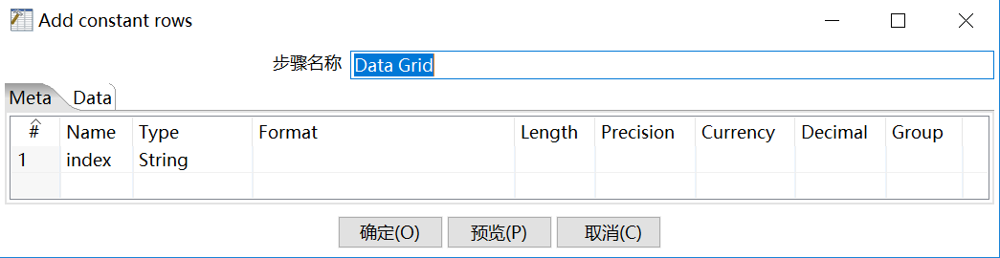 Add constant rows
步骤名称 Data Grid
Meta Data
# Name Type Format Length Precision Currency Decimal Group
1 index String
确定(O) 预览(P) 取消(C)